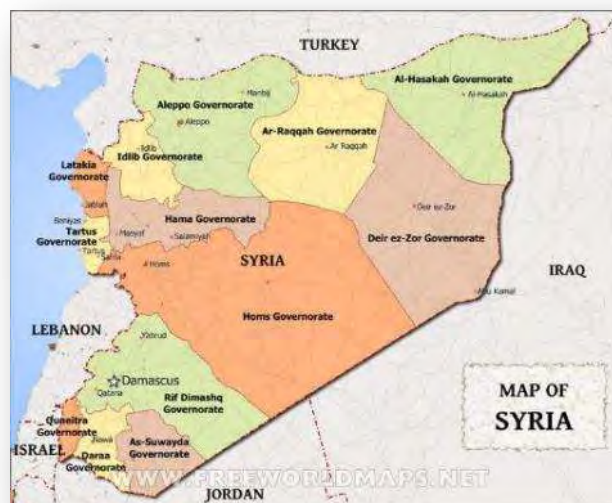 TURKEY
Al-Hasakah Governorate
Al-Hasakah
Manbij
Aleppo Governorate
Aleppo
Ar-Raqqah Governorate
Ar Raqqah
Idlib
Idlib Governorate
Latakia
Governorate
Jablah
Deir ez-Zor
Baniyas
Hama Governorate
Tartus
Governorate
Masyaf
Salamiyah
Deir ez-Zor Governorate
Tartus
Safita
Homs
SYRIA
IRAQ
Abu Kamal
Homs Governorate
LEBANON
Yabrud
Damascus
Qatana
Rif Dimashq
Governorate
MAP OF
SYRIA
Quneitra
Governorate
ISRAEL
Nawa
Daraa
Governorate
As-Suwayda
Governorate
WWW.FREEWORLDMAPS.NET
JORDAN